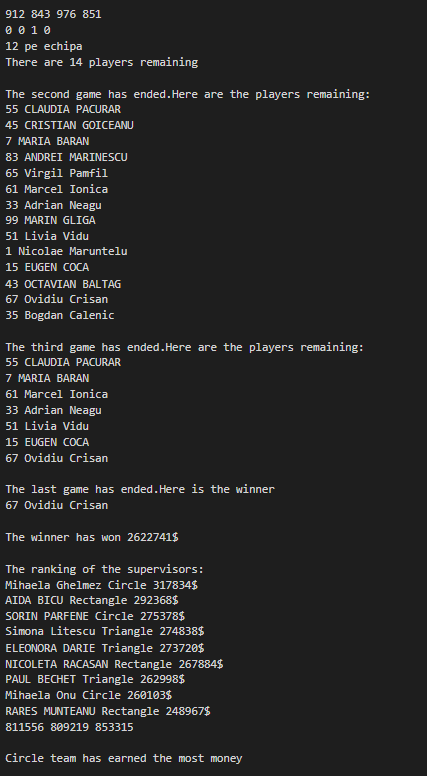 912 843 976 851
0 0 1 0
12 pe echipa
There are 14 players remaining
The second game has ended.Here are the players remaining:
55 CLAUDIA PACURAR
45 CRISTIAN GOICEANU
7 MARIA BARAN
83 ANDREI MARINESCU
65 Virgil Pamfil
61 Marcel Ionica
33 Adrian Neagu
99 MARIN GLIGA
51 Livia Vidu
1 Nicolae Maruntelu
15 EUGEN COCA
43 OCTAVIAN BALTAG
67 Ovidiu Crisan
35 Bogdan Calenic
The third game has ended.Here are the players remaining:
55 CLAUDIA PACURAR
7 MARIA BARAN
61 Marcel Ionica
33 Adrian Neagu
51 Livia Vidu
15 EUGEN COCA
67 Ovidiu Crisan
The last game has ended.Here is the winner
67 Ovidiu Crisan
The winner has won 2622741$
The ranking of the supervisors:
Mihaela Ghelmez Circle 317834$
AIDA BICU Rectangle 292368$
SORIN PARFENE Circle 275378$
Simona Litescu Triangle 274838$
ELEONORA DARIE Triangle 273720$
NICOLETA RACASAN Rectangle 267884$
PAUL BECHET Triangle 262998$
Mihaela Onu Circle 260103$
RARES MUNTEANU Rectangle 248967$
811556 809219 853315
Circle team has earned the most money